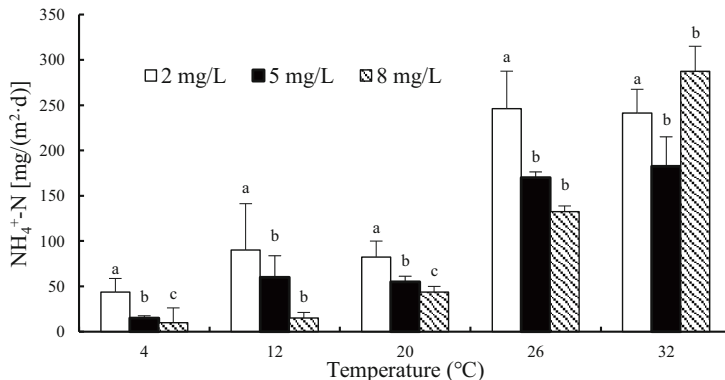 NH₄⁺-N [mg/(m²·d)]
350
300
250
200
150
100
50
0
2 mg/L 5 mg/L 8 mg/L
a b c
a b b
a b c
a b b
a b b
4 12 20 26 32
Temperature (°C)